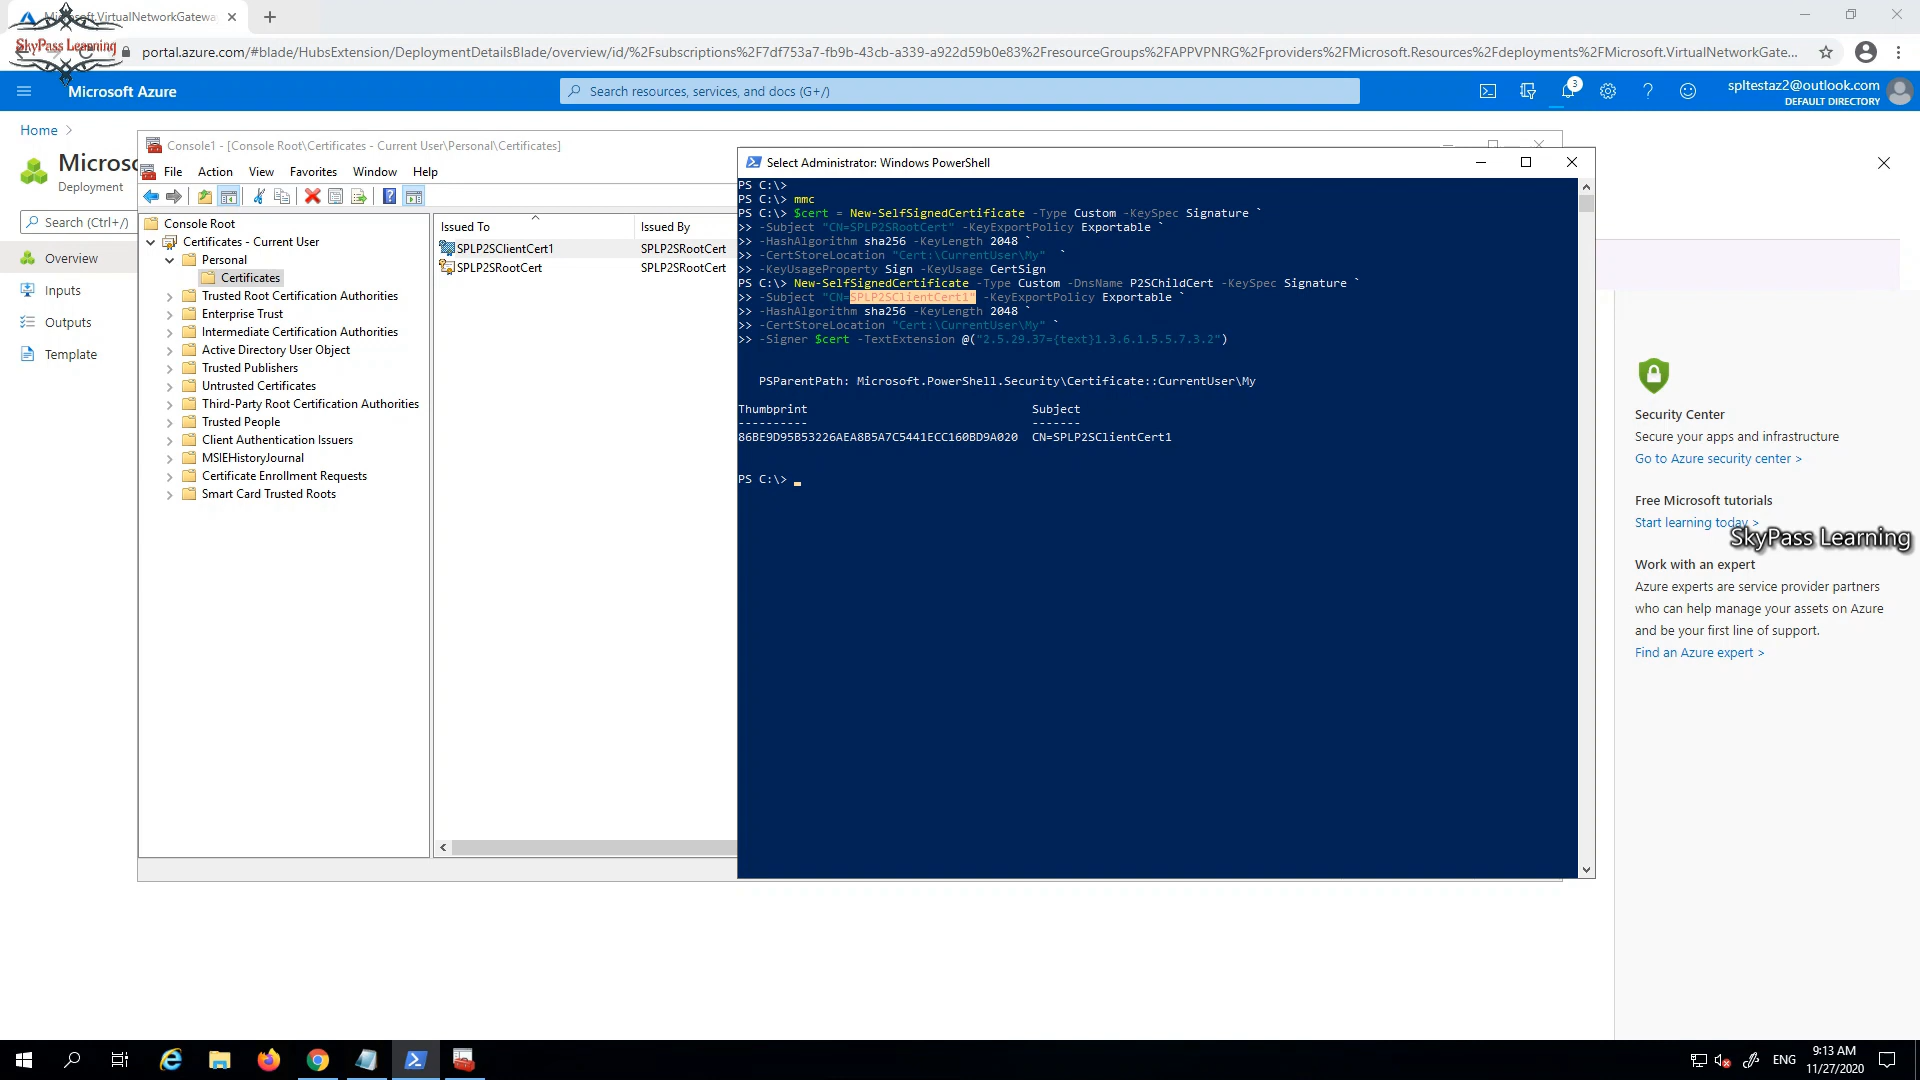 Microsoft.VirtualNetworkGatewa
SkyPass Learning
portal.azure.com/#blade/HubsExtension/DeploymentDetailsBlade/overview/id/%2Fsubscriptions%2F7df753a7-fb9b-43cb-a339-a922d59b0e83%2FresourceGroups%2FAPPVPNRG%2Fproviders%2FMicrosoft.Resources%2Fdeployments%2FMicrosoft.VirtualNetworkGate...
Microsoft Azure
Search resources, services, and docs (G+/)
3
spltestaz2@outlook.com
DEFAULT DIRECTORY
Home >
Microso
Deployment
Search (Ctrl+/)
Overview
Inputs
Outputs
Template
Console1 - [Console Root\Certificates - Current User\Personal\Certificates]
File Action View Favorites Window Help
Console Root
Certificates - Current User
Personal
Certificates
Trusted Root Certification Authorities
Enterprise Trust
Intermediate Certification Authorities
Active Directory User Object
Trusted Publishers
Untrusted Certificates
Third-Party Root Certification Authorities
Trusted People
Client Authentication Issuers
MSIEHistoryJournal
Certificate Enrollment Requests
Smart Card Trusted Roots
Issued To Issued By
SPLP2SClientCert1 SPLP2SRootCert
SPLP2SRootCert SPLP2SRootCert
Select Administrator: Windows PowerShell
PS C:\>
PS C:\> mmc
PS C:\> $cert = New-SelfSignedCertificate -Type Custom -KeySpec Signature `
>> -Subject "CN=SPLP2SRootCert" -KeyExportPolicy Exportable `
>> -HashAlgorithm sha256 -KeyLength 2048 `
>> -CertStoreLocation "Cert:\CurrentUser\My"  `
>> -KeyUsageProperty Sign -KeyUsage CertSign
PS C:\> New-SelfSignedCertificate -Type Custom -DnsName P2SChildCert -KeySpec Signature `
>> -Subject "CN=SPLP2SClientCert1" -KeyExportPolicy Exportable `
>> -HashAlgorithm sha256 -KeyLength 2048 `
>> -CertStoreLocation "Cert:\CurrentUser\My" `
>> -Signer $cert -TextExtension @("2.5.29.37={text}1.3.6.1.5.5.7.3.2")
PSParentPath: Microsoft.PowerShell.Security\Certificate::CurrentUser\My
Thumbprint Subject
---------- -------
86BE9D95B53226AEA8B5A7C5441ECC160BD9A020 CN=SPLP2SClientCert1
PS C:\> _
Security Center
Secure your apps and infrastructure
Go to Azure security center >
Free Microsoft tutorials
Start learning today >
SkyPass Learning
Work with an expert
Azure experts are service provider partners
who can help manage your assets on Azure
and be your first line of support.
Find an Azure expert >
ENG
9:13 AM
11/27/2020